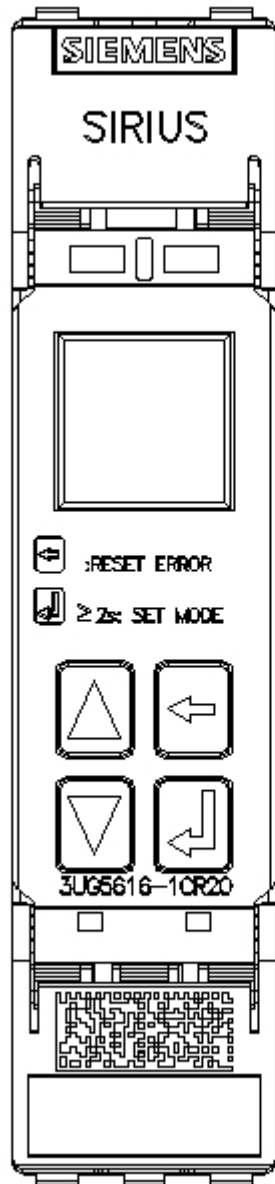 SIEMENS
SIRIUS
:RESET ERROR
≥ 2s: SET MODE
3UG5616-1CR20